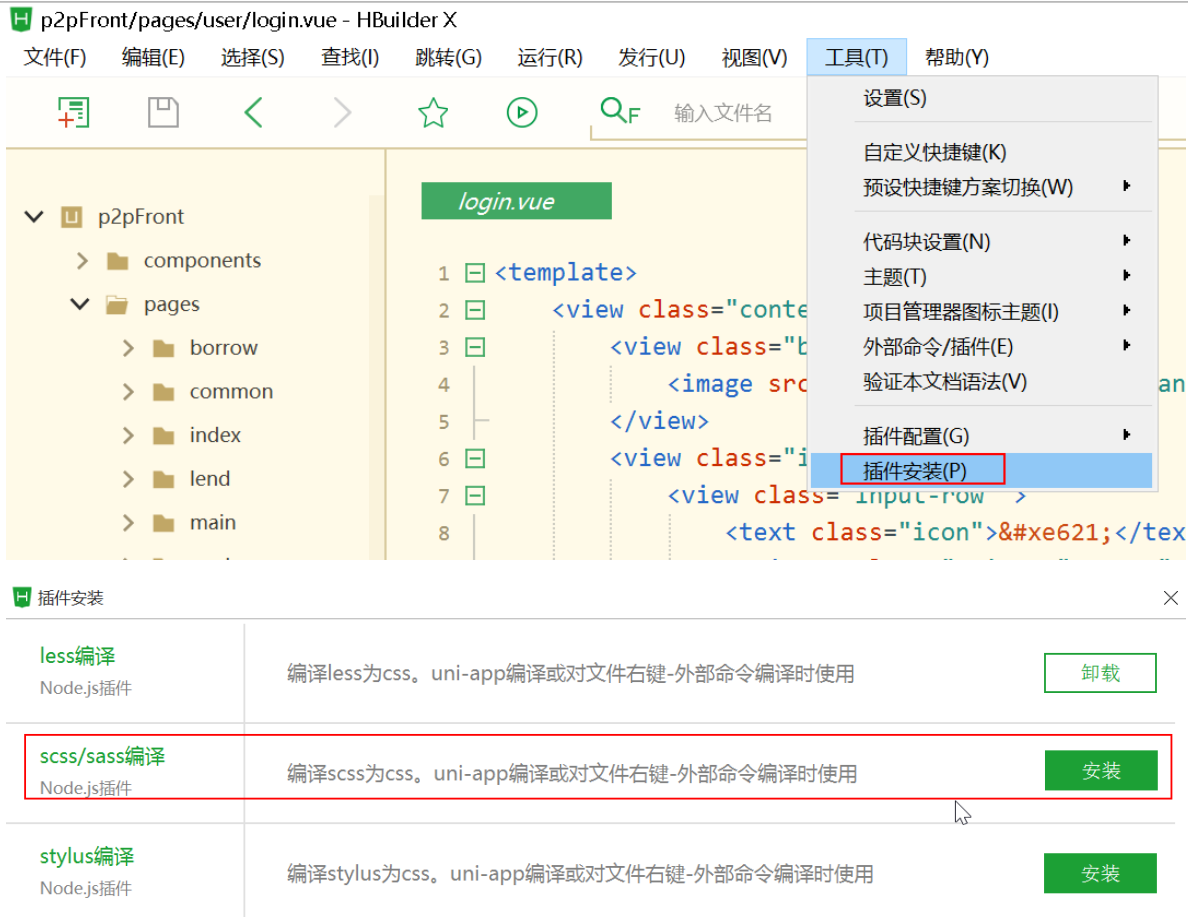 p2pFront/pages/user/login.vue - HBuilder X
文件(F) 编辑(E) 选择(S) 查找(I) 跳转(G) 运行(R) 发行(U) 视图(V) 工具(T) 帮助(Y)
输入文件名
设置(S)
自定义快捷键(K)
预设快捷键方案切换(W)
代码块设置(N)
主题(T)
项目管理器图标主题(I)
外部命令/插件(E)
验证本文档语法(V)
插件配置(G)
插件安装(P)
p2pFront
components
pages
borrow
common
index
lend
main
login.vue
1 <template>
2 <view class="conte
3 <view class="b
4 <image src an
5 </view>
6 <view class="i
7 <view class="input-row">
8 <text class="icon">&#xe621;</tex
插件安装
less编译
Node.js插件
编译less为css。uni-app编译或对文件右键-外部命令编译时使用
卸载
scss/sass编译
Node.js插件
编译scss为css。uni-app编译或对文件右键-外部命令编译时使用
安装
stylus编译
Node.js插件
编译stylus为css。uni-app编译或对文件右键-外部命令编译时使用
安装